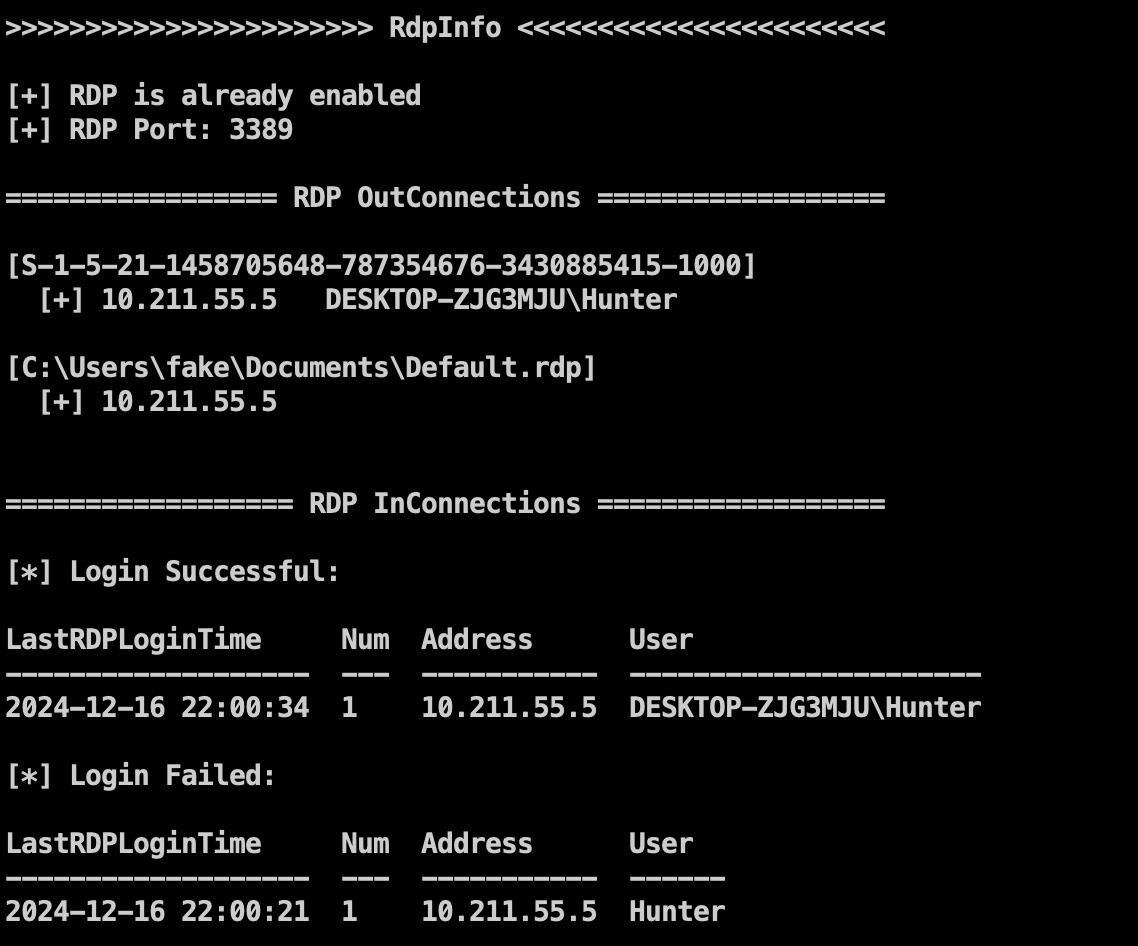 >>>>>>>>>>>>>>>>>>>>>>> RdpInfo <<<<<<<<<<<<<<<<<<<<<<<
[+] RDP is already enabled
[+] RDP Port: 3389
================= RDP OutConnections ==================
[S-1-5-21-1458705648-787354676-3430885415-1000]
  [+] 10.211.55.5   DESKTOP-ZJG3MJU\Hunter
[C:\Users\fake\Documents\Default.rdp]
  [+] 10.211.55.5
================== RDP InConnections ==================
[*] Login Successful:
LastRDPLoginTime     Num  Address      User
-------------------  ---  -----------  ----------------------
2024-12-16 22:00:34  1    10.211.55.5  DESKTOP-ZJG3MJU\Hunter
[*] Login Failed:
LastRDPLoginTime     Num  Address      User
-------------------  ---  -----------  ------
2024-12-16 22:00:21  1    10.211.55.5  Hunter